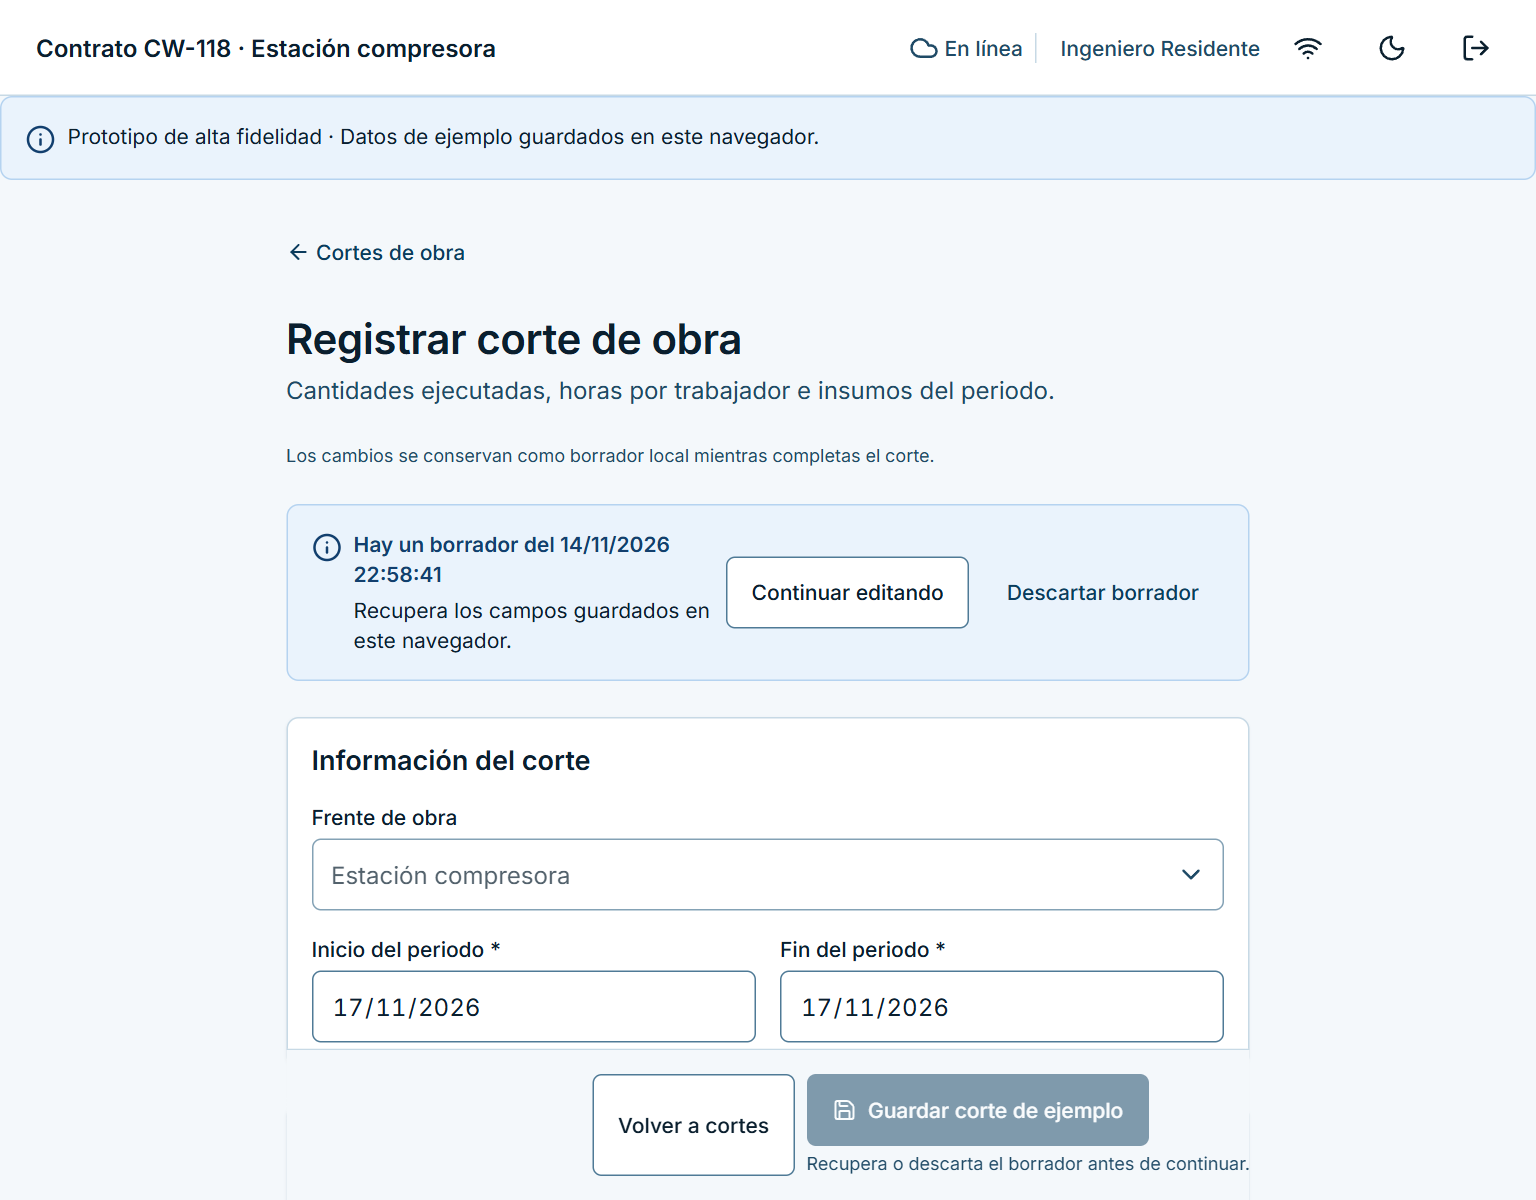 Contrato CW-118 · Estación compresora
En línea
Ingeniero Residente
Prototipo de alta fidelidad · Datos de ejemplo guardados en este navegador.
Cortes de obra
Registrar corte de obra
Cantidades ejecutadas, horas por trabajador e insumos del periodo.
Los cambios se conservan como borrador local mientras completas el corte.
Hay un borrador del 14/11/2026
22:58:41
Recupera los campos guardados en
este navegador.
Continuar editando
Descartar borrador
Información del corte
Frente de obra
Estación compresora
Inicio del periodo *
Fin del periodo *
17/11/2026
17/11/2026
Volver a cortes
Guardar corte de ejemplo
Recupera o descarta el borrador antes de continuar.